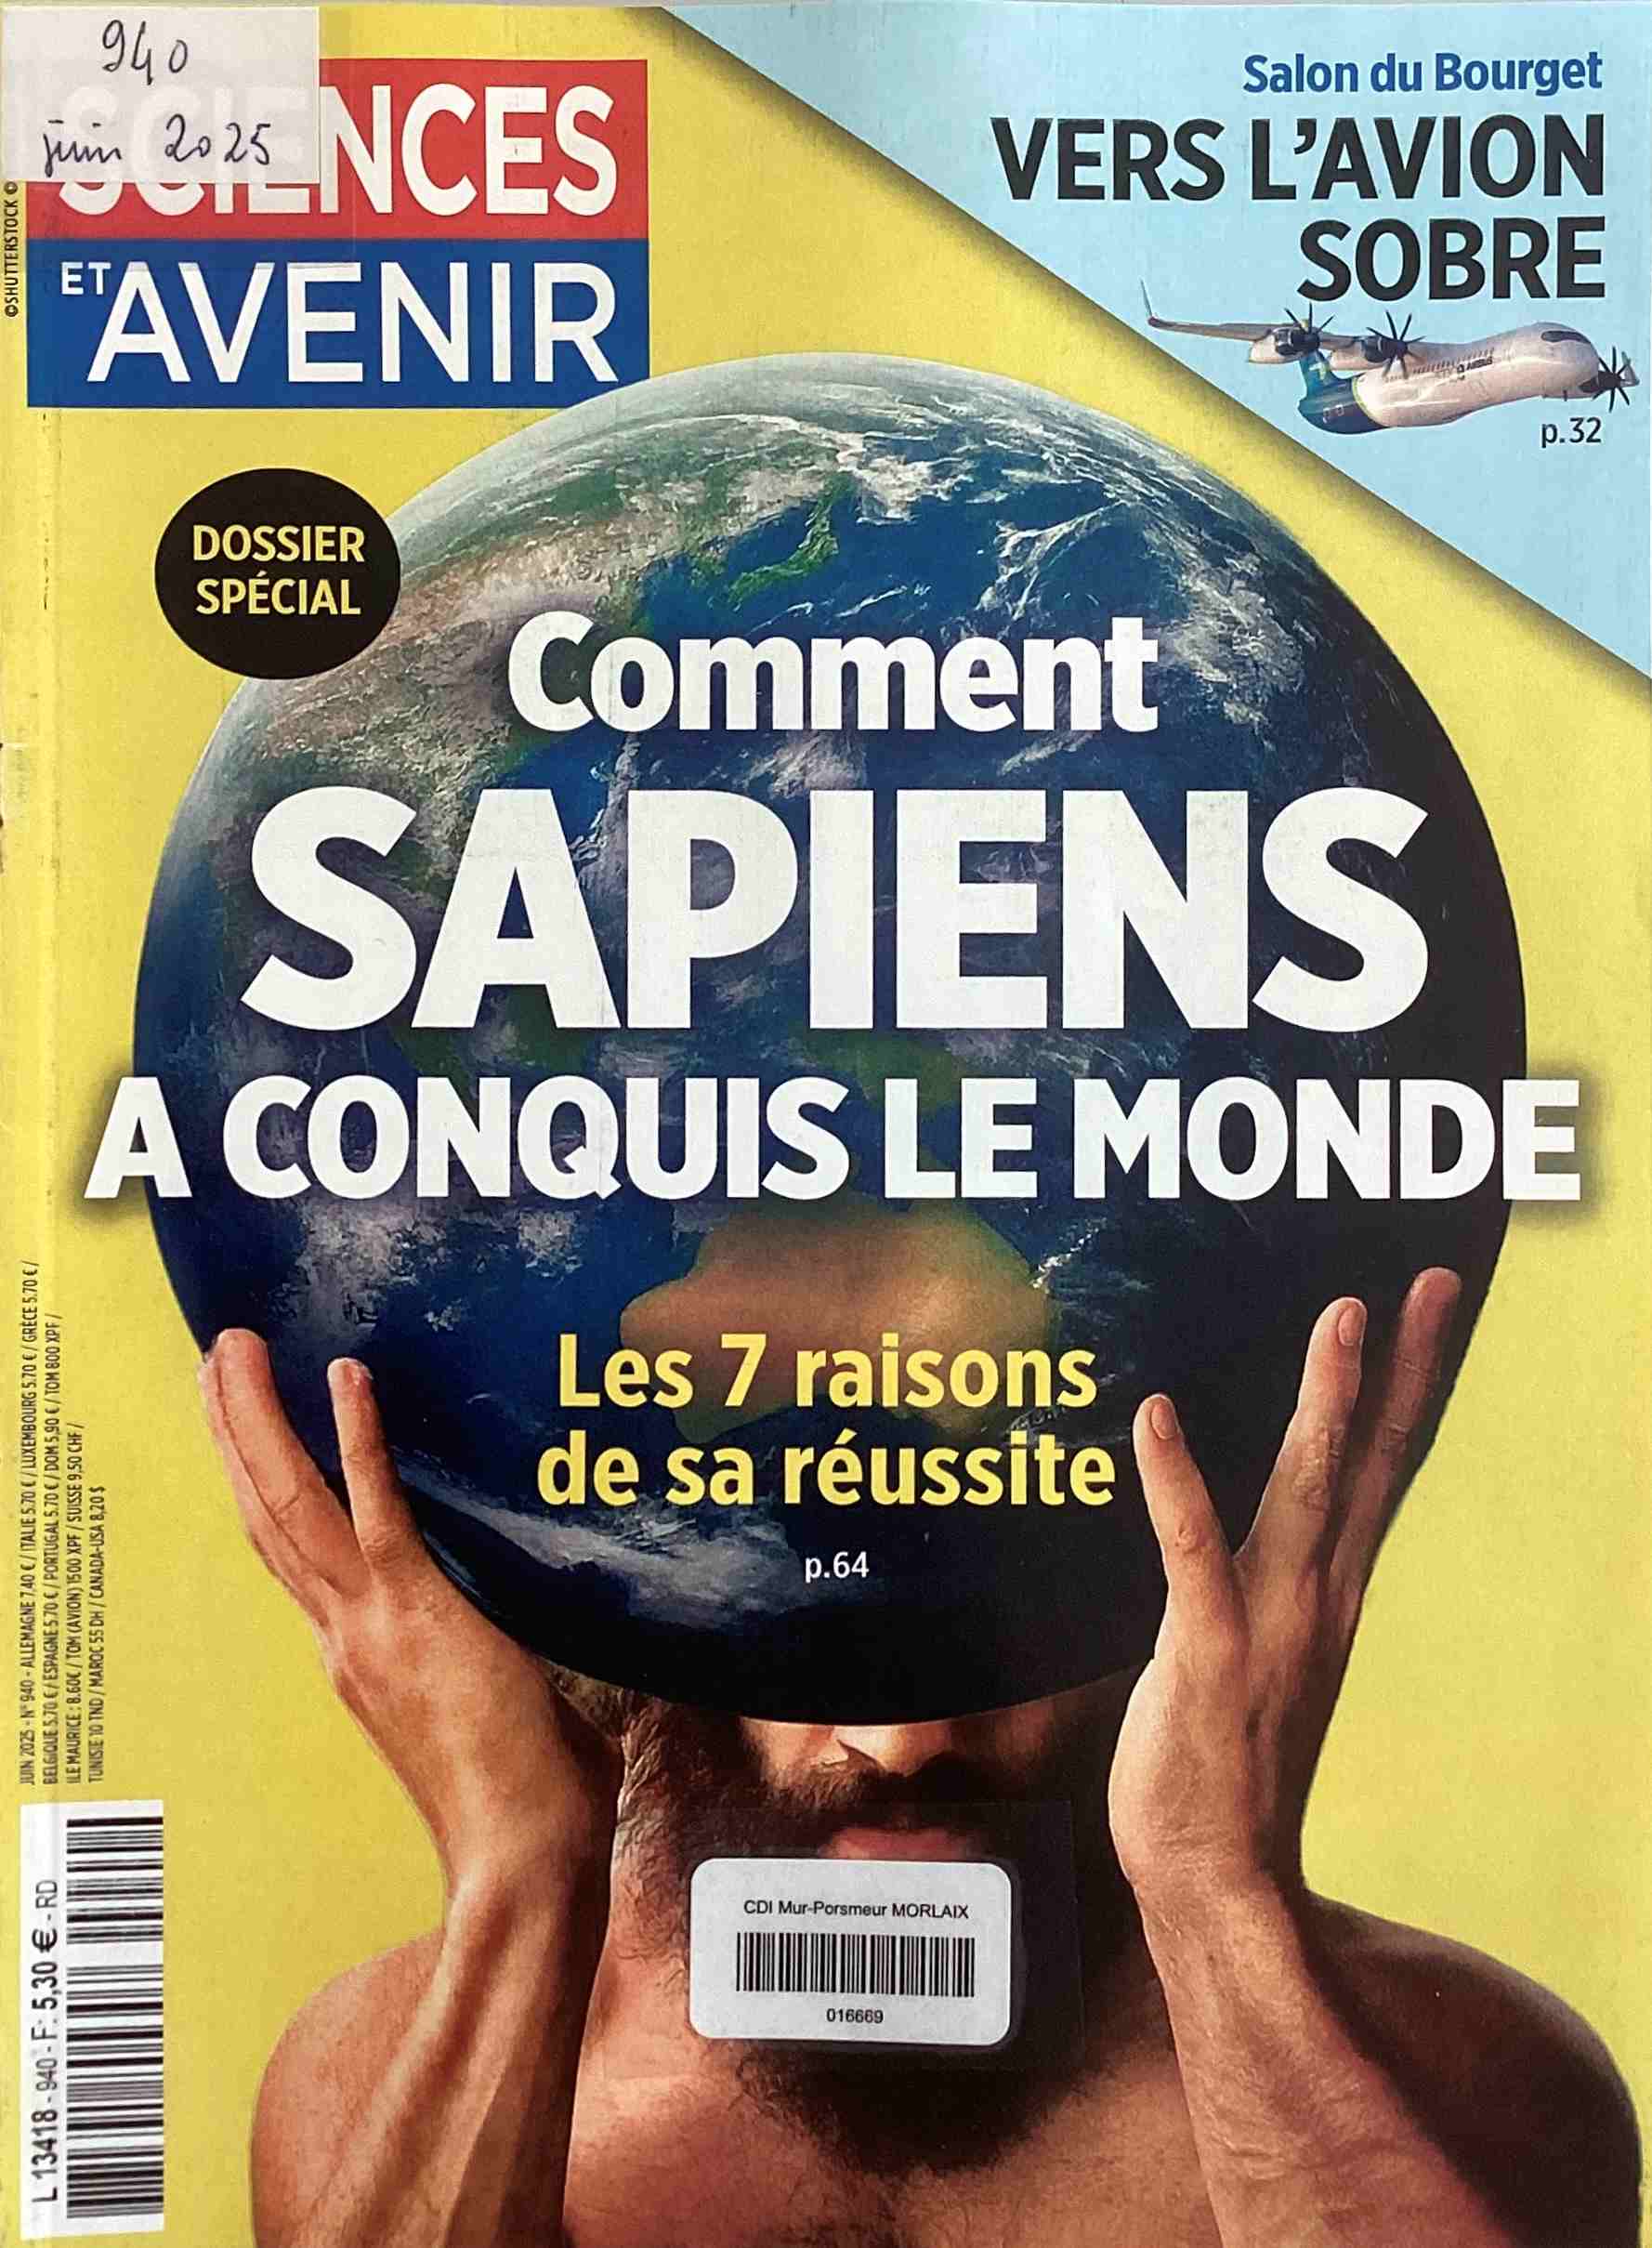 940
juin 2025
SCIENCES
ET AVENIR
©SHUTTERSTOCK ©
Salon du Bourget
VERS L'AVION
SOBRE
AIRBUS
p.32
DOSSIER
SPÉCIAL
Comment
SAPIENS
A CONQUIS LE MONDE
Les 7 raisons
de sa réussite
p.64
JUIN 2025 - N° 940 - ALLEMAGNE 7,40 € / ITALIE 5.70 € / LUXEMBOURG 5.70 € / GRÈCE 5.70 € /
BELGIQUE 5.70 € / ESPAGNE 5.70 € / PORTUGAL 5.70 € / DOM 5,90 € / TOM 800 XPF /
ILE MAURICE : 8.60€ / TOM (AVION) 1500 XPF / SUISSE 9,50 CHF /
TUNISIE 10 TND / MAROC 55 DH / CANADA-USA 8,20 $
L 13418 - 940 - F: 5,30 € - RD
CDI Mur-Porsmeur MORLAIX
016669